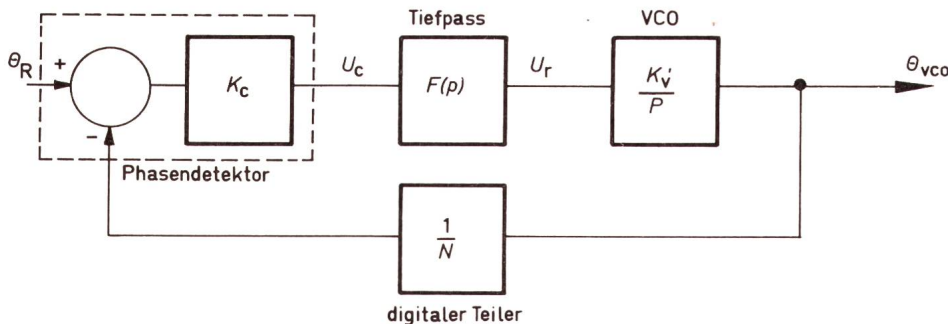 Tiefpass
VCO
θR
+
-
Kc
Uc
F(p)
Ur
K'v
P
θvco
Phasendetektor
1
N
digitaler Teiler